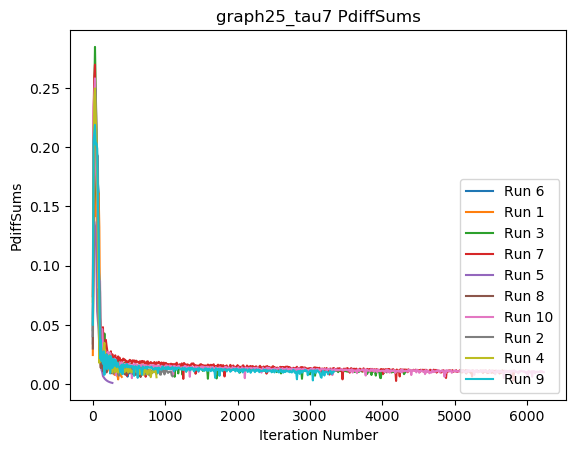 graph25_tau7 PdiffSums
PdiffSums
0.25
0.20
0.15
0.10
0.05
0.00
Run 6
Run 1
Run 3
Run 7
Run 5
Run 8
Run 10
Run 2
Run 4
Run 9
0 1000 2000 3000 4000 5000 6000
Iteration Number